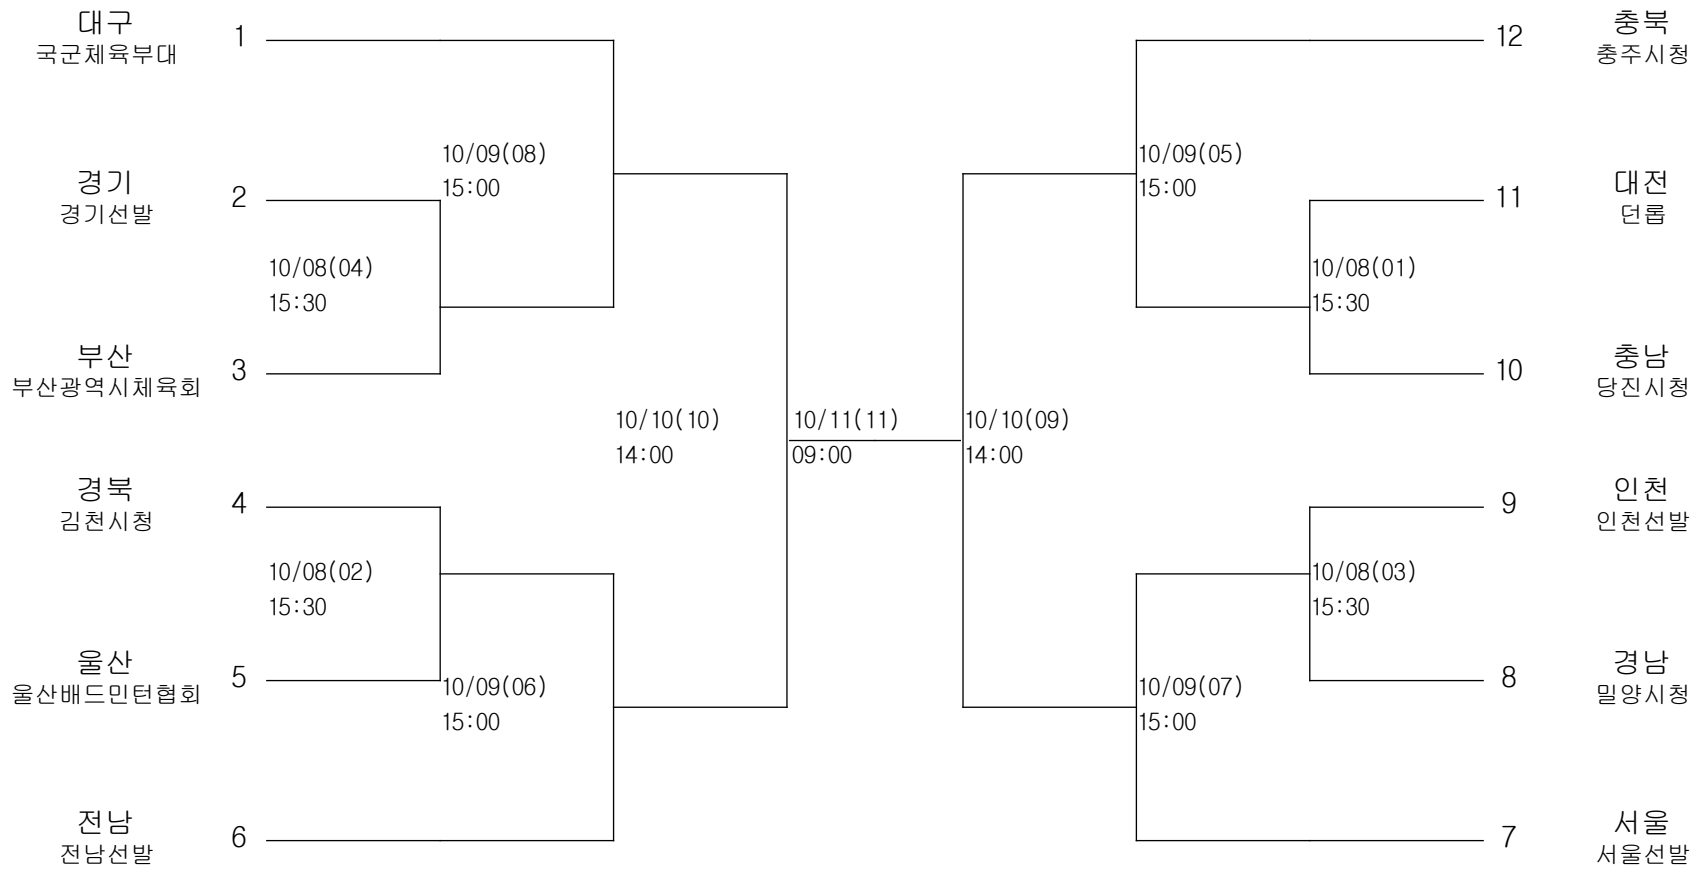 대구
국군체육부대
1
10/09(08)
15:00
경기
경기선발
2
10/08(04)
15:30
부산
부산광역시체육회
3
10/10(10)
14:00
10/11(11)
09:00
경북
김천시청
4
10/08(02)
15:30
울산
울산배드민턴협회
5
10/09(06)
15:00
전남
전남선발
6
12
충북
충주시청
10/09(05)
15:00
11
대전
던롭
10/08(01)
15:30
10
충남
당진시청
10/10(09)
14:00
9
인천
인천선발
10/08(03)
15:30
8
경남
밀양시청
10/09(07)
15:00
7
서울
서울선발